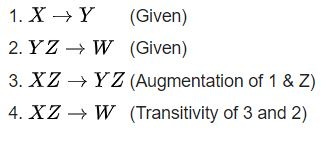 1. X → Y (Given)
2. YZ → W (Given)
3. XZ → YZ (Augmentation of 1 & Z)
4. XZ → W (Transitivity of 3 and 2)